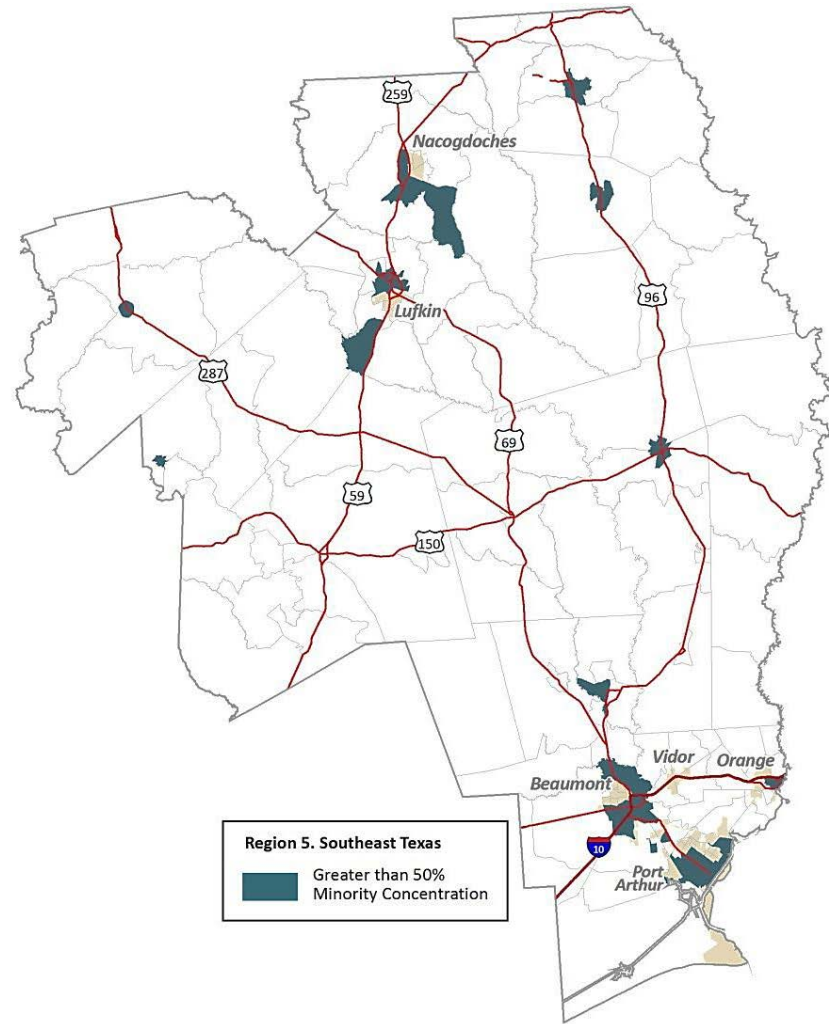 259
Nacogdoches
96
Lufkin
287
69
59
150
Vidor
Orange
Beaumont
Region 5. Southeast Texas
Greater than 50%
Minority Concentration
10
Port
Arthur